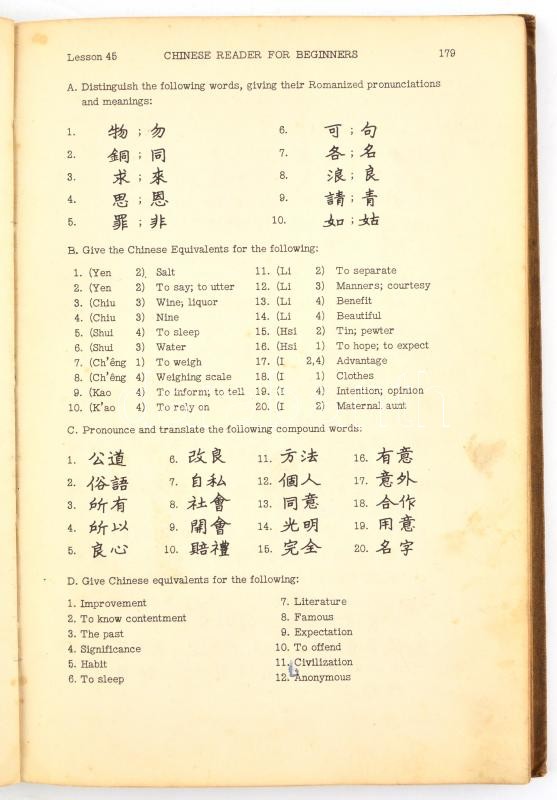 Lesson 45 CHINESE READER FOR BEGINNERS 179
A. Distinguish the following words, giving their Romanized pronunciations
and meanings:
1. 物 ; 勿 6. 可 ; 句
2. 銅 ; 同 7. 各 ; 名
3. 求 ; 來 8. 浪 ; 良
4. 思 ; 恩 9. 請 ; 青
5. 罪 ; 非 10. 如 ; 姑
B. Give the Chinese Equivalents for the following:
1. (Yen 2) Salt 11. (Li 2) To separate
2. (Yen 2) To say; to utter 12. (Li 3) Manners; courtesy
3. (Chiu 3) Wine; liquor 13. (Li 4) Benefit
4. (Chiu 3) Nine 14. (Li 4) Beautiful
5. (Shui 4) To sleep 15. (Hsi 2) Tin; pewter
6. (Shui 3) Water 16. (Hsi 1) To hope; to expect
7. (Ch'êng 1) To weigh 17. (I 2,4) Advantage
8. (Ch'êng 4) Weighing scale 18. (I 1) Clothes
9. (Kao 4) To inform; to tell 19. (I 4) Intention; opinion
10. (K'ao 4) To rely on 20. (I 2) Maternal aunt
C. Pronounce and translate the following compound words:
1. 公道 6. 改良 11. 方法 16. 有意
2. 俗語 7. 自私 12. 個人 17. 意外
3. 所有 8. 社會 13. 同意 18. 合作
4. 所以 9. 開會 14. 光明 19. 用意
5. 良心 10. 賠禮 15. 完全 20. 名字
D. Give Chinese equivalents for the following:
1. Improvement 7. Literature
2. To know contentment 8. Famous
3. The past 9. Expectation
4. Significance 10. To offend
5. Habit 11. Civilization
6. To sleep 12. Anonymous